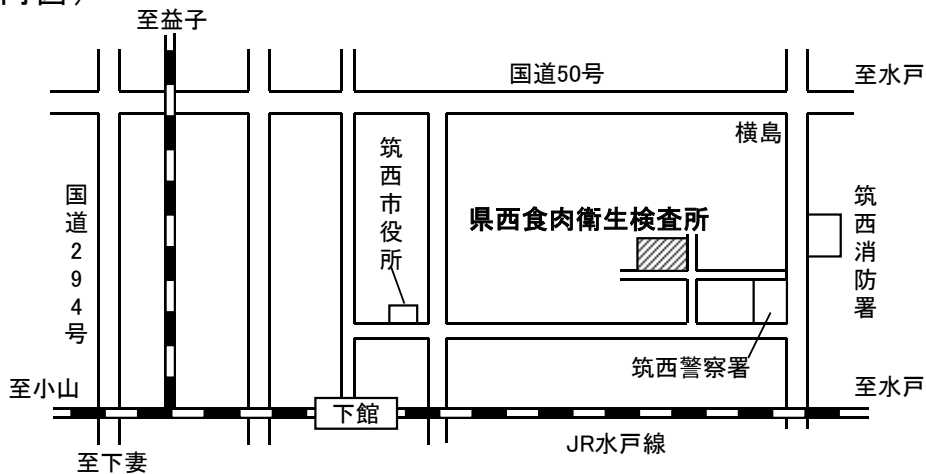 至益子
国道50号
至水戸
横島
筑西市役所
国道294号
県西食肉衛生検査所
筑西消防署
筑西警察署
至小山
至水戸
下館
JR水戸線
至下妻